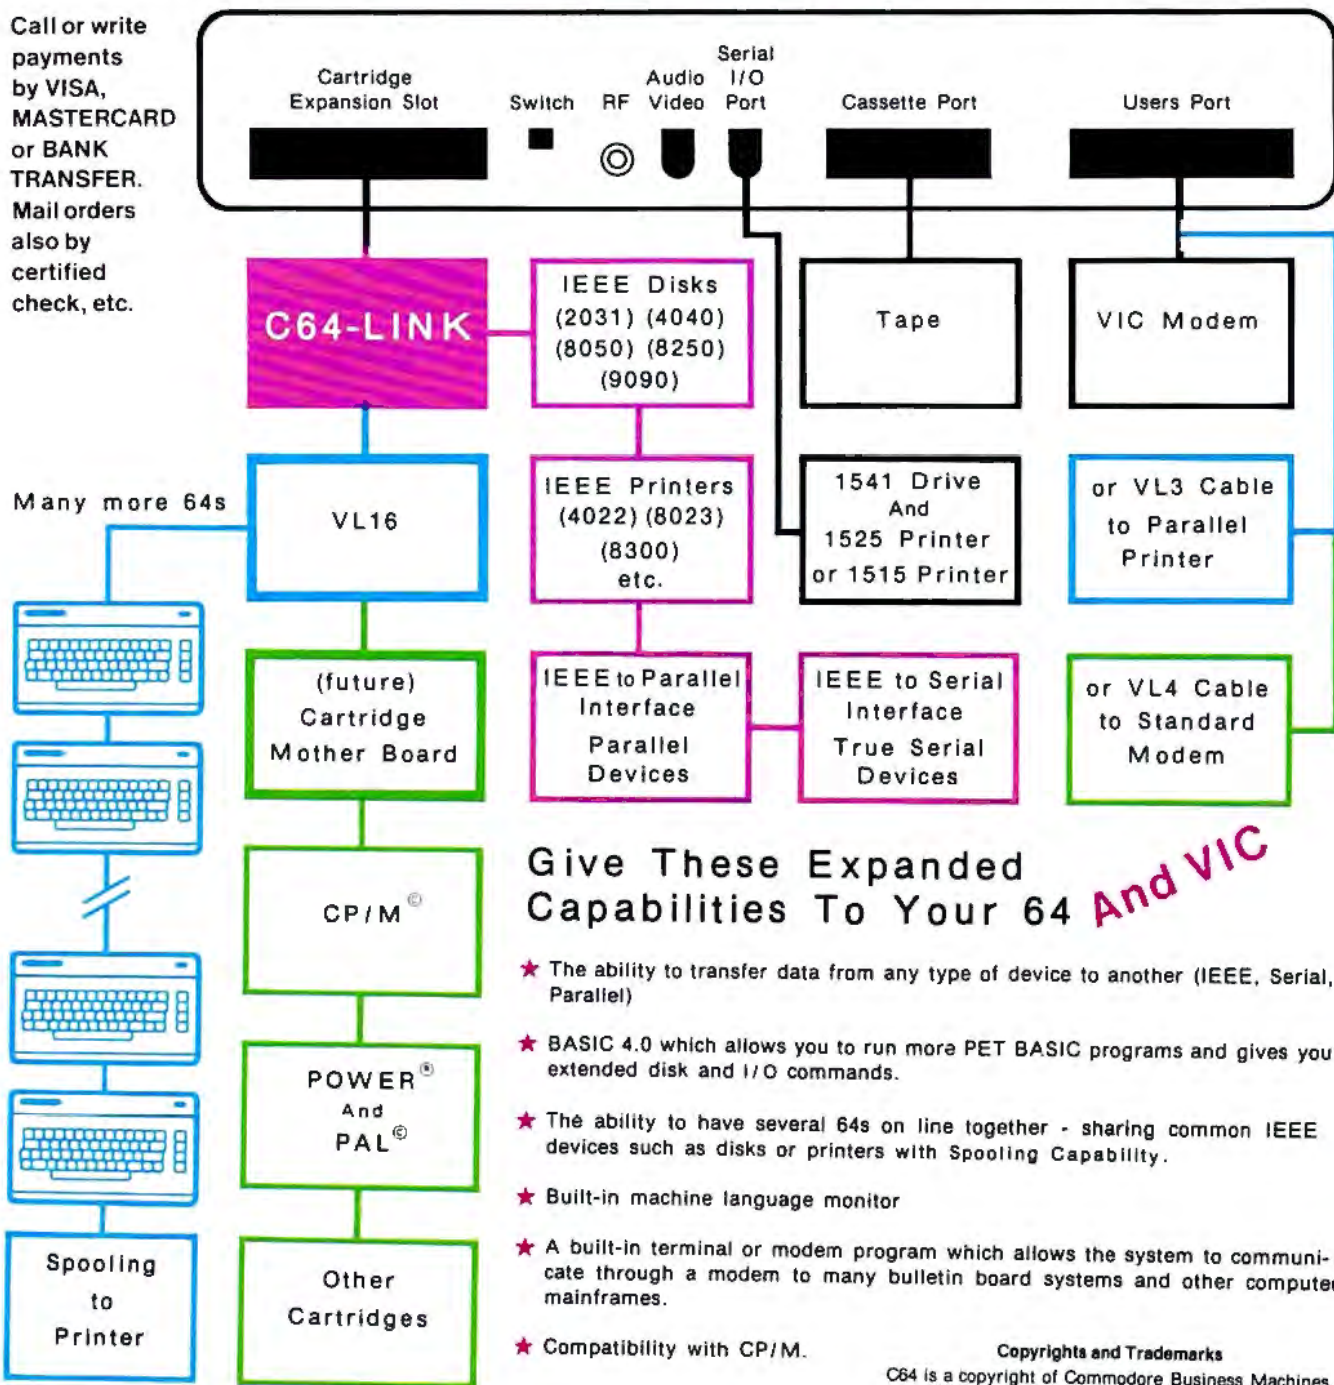 Call or write
payments
by VISA,
MASTERCARD
or BANK
TRANSFER.
Mail orders
also by
certified
check, etc.
Cartridge
Expansion Slot
Switch
RF
Audio
Video
Serial
I/O
Port
Cassette Port
Users Port
C64-LINK
IEEE Disks
(2031) (4040)
(8050) (8250)
(9090)
Tape
VIC Modem
Many more 64s
VL16
IEEE Printers
(4022) (8023)
(8300)
etc.
1541 Drive
And
1525 Printer
or 1515 Printer
or VL3 Cable
to Parallel
Printer
(future)
Cartridge
Mother Board
IEEE to Parallel
Interface
Parallel
Devices
IEEE to Serial
Interface
True Serial
Devices
or VL4 Cable
to Standard
Modem
CP/M©
POWER®
And
PAL©
Other
Cartridges
Spooling
to
Printer
Give These Expanded
Capabilities To Your 64 And VIC
★ The ability to transfer data from any type of device to another (IEEE, Serial,
Parallel)
★ BASIC 4.0 which allows you to run more PET BASIC programs and gives you
extended disk and I/O commands.
★ The ability to have several 64s on line together - sharing common IEEE
devices such as disks or printers with Spooling Capability.
★ Built-in machine language monitor
★ A built-in terminal or modem program which allows the system to communi-
cate through a modem to many bulletin board systems and other computer
mainframes.
★ Compatibility with CP/M.
Copyrights and Trademarks
C64 is a copyright of Commodore Business Machines,